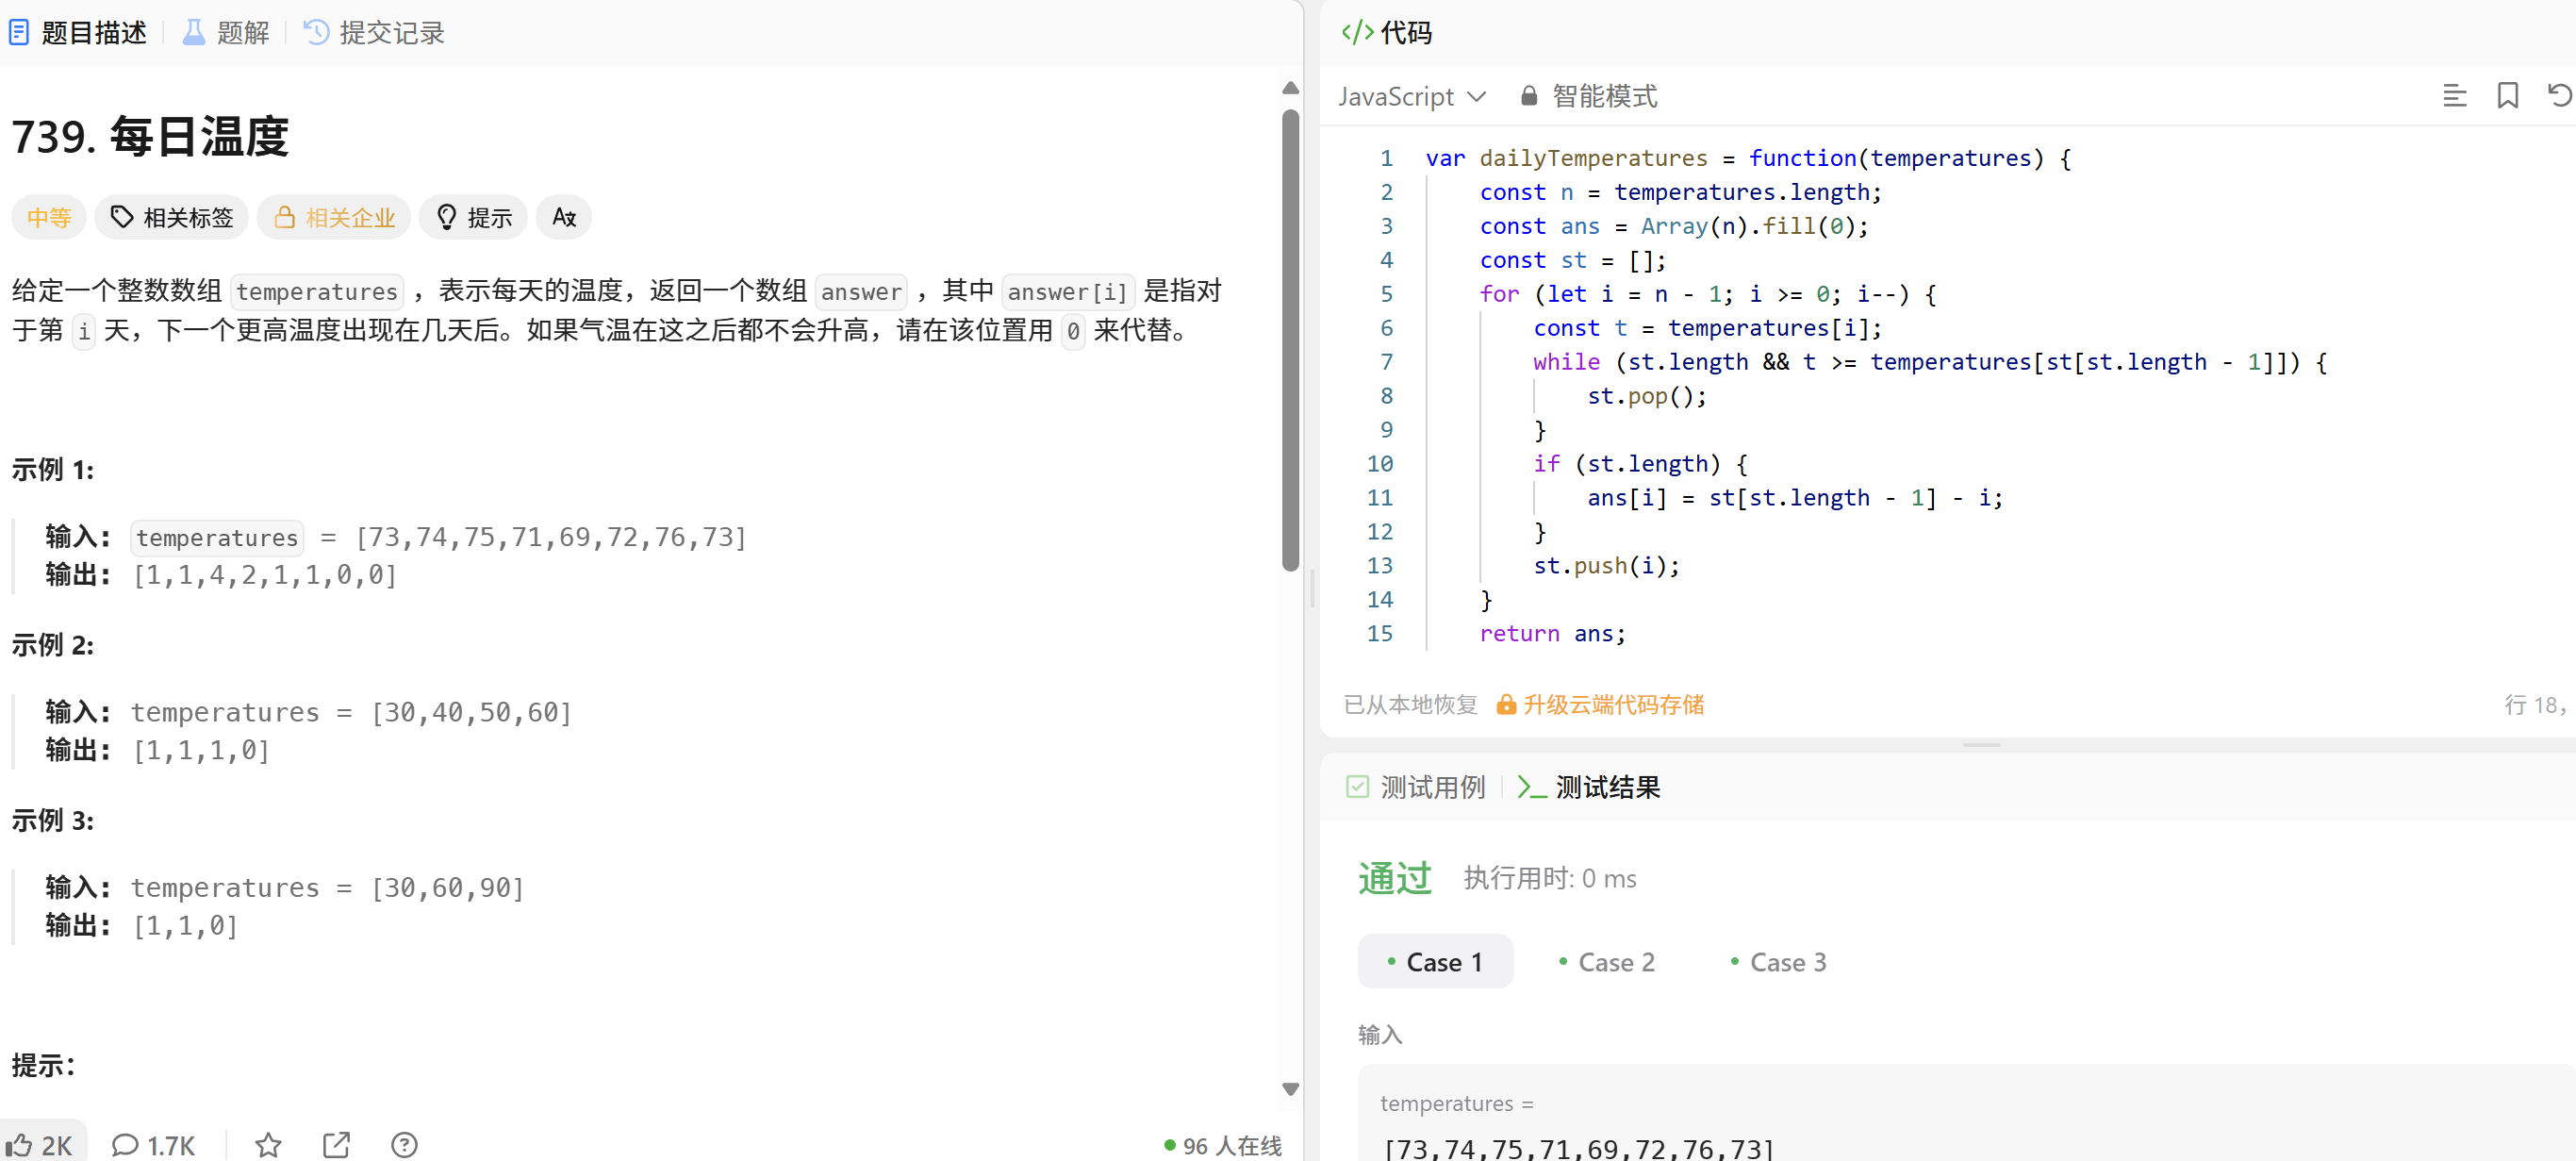 题目描述 题解 提交记录
739. 每日温度
中等 相关标签 相关企业 提示
给定一个整数数组 temperatures ，表示每天的温度，返回一个数组 answer ，其中 answer[i] 是指对
于第 i 天，下一个更高温度出现在几天后。如果气温在这之后都不会升高，请在该位置用 0 来代替。
示例 1:
输入: temperatures = [73,74,75,71,69,72,76,73]
输出: [1,1,4,2,1,1,0,0]
示例 2:
输入: temperatures = [30,40,50,60]
输出: [1,1,1,0]
示例 3:
输入: temperatures = [30,60,90]
输出: [1,1,0]
提示：
2K 1.7K 96 人在线
代码
JavaScript 智能模式
1 var dailyTemperatures = function(temperatures) {
2 const n = temperatures.length;
3 const ans = Array(n).fill(0);
4 const st = [];
5 for (let i = n - 1; i >= 0; i--) {
6 const t = temperatures[i];
7 while (st.length && t >= temperatures[st[st.length - 1]]) {
8 st.pop();
9 }
10 if (st.length) {
11 ans[i] = st[st.length - 1] - i;
12 }
13 st.push(i);
14 }
15 return ans;
已从本地恢复 升级云端代码存储 行 18,
测试用例 测试结果
通过 执行用时: 0 ms
Case 1 Case 2 Case 3
输入
temperatures =
[73,74,75,71,69,72,76,73]